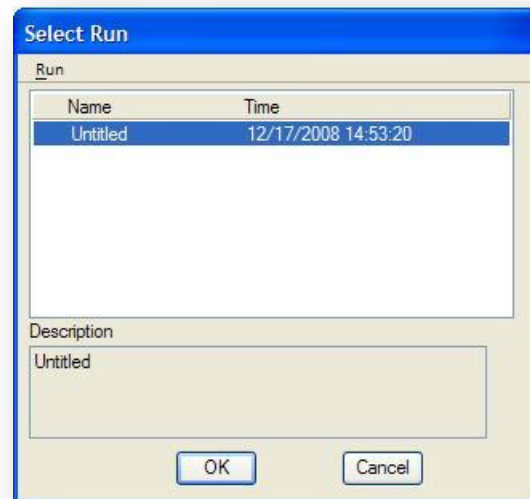 Select Run
Run
Name Time
Untitled 12/17/2008 14:53:20
Description
Untitled
OK Cancel